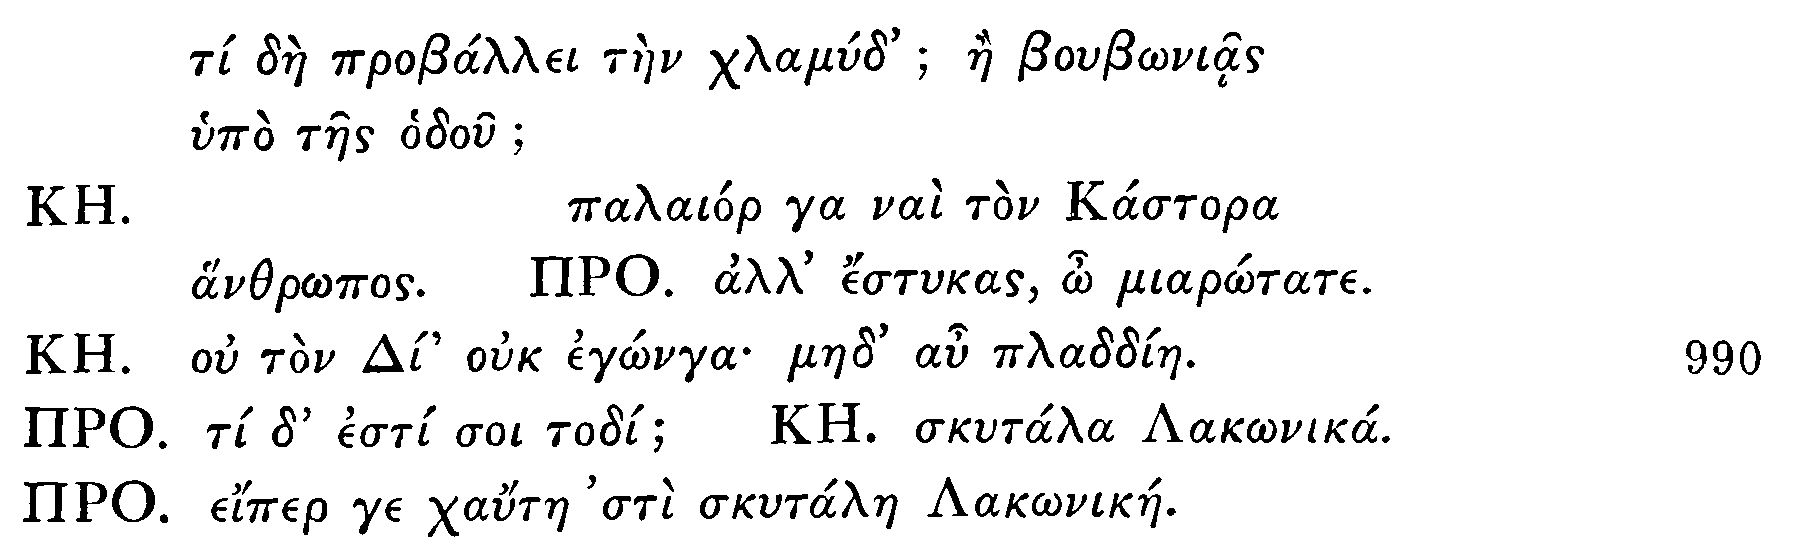 τί δὴ προβάλλει τὴν χλαμύδ’ ; ἢ βουβωνιᾷς
ὑπὸ τῆς ὁδοῦ ;
ΚΗ. παλαιόρ γα ναὶ τὸν Κάστορα
ἅνθρωπος. ΠΡΟ. ἀλλ’ ἔστυκας, ὦ μιαρώτατε.
ΚΗ. οὐ τὸν Δί’ οὐκ ἐγώνγα· μηδ’ αὖ πλαδδίη. 990
ΠΡΟ. τί δ’ ἐστί σοι τοδί ; ΚΗ. σκυτάλα Λακωνικά.
ΠΡΟ. εἴπερ γε χαὔτη ’στὶ σκυτάλη Λακωνική.